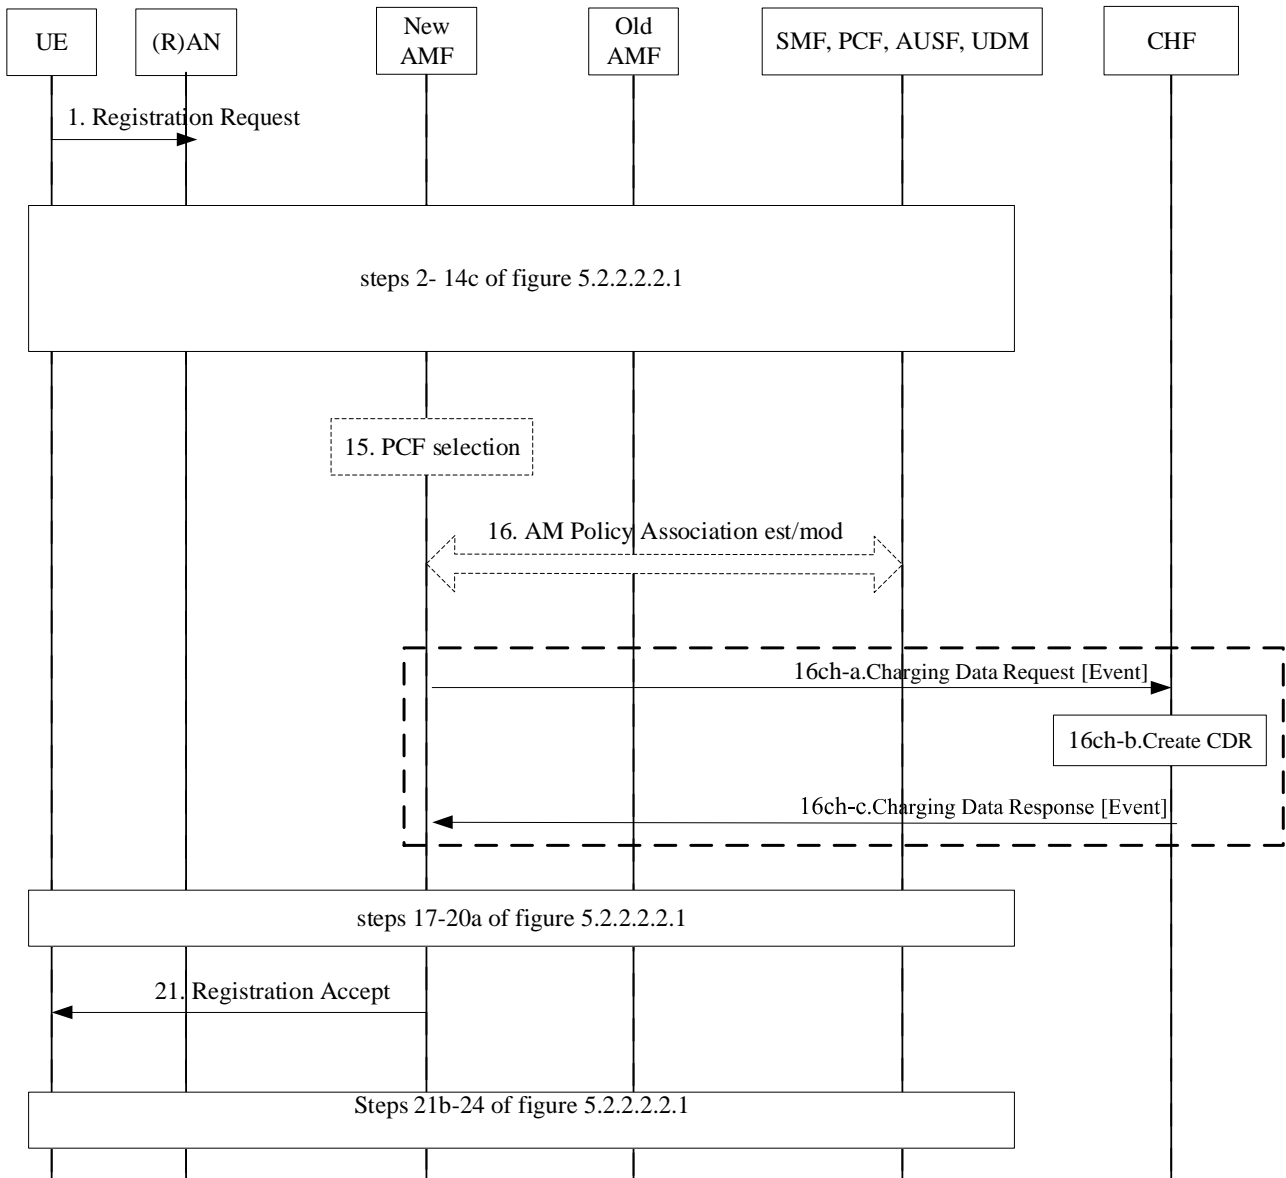 UE
(R)AN
New
AMF
Old
AMF
SMF, PCF, AUSF, UDM
CHF
1. Registration Request
steps 2- 14c of figure 5.2.2.2.2.1
15. PCF selection
16. AM Policy Association est/mod
16ch-a.Charging Data Request [Event]
16ch-b.Create CDR
16ch-c.Charging Data Response [Event]
steps 17-20a of figure 5.2.2.2.2.1
21. Registration Accept
Steps 21b-24 of figure 5.2.2.2.2.1